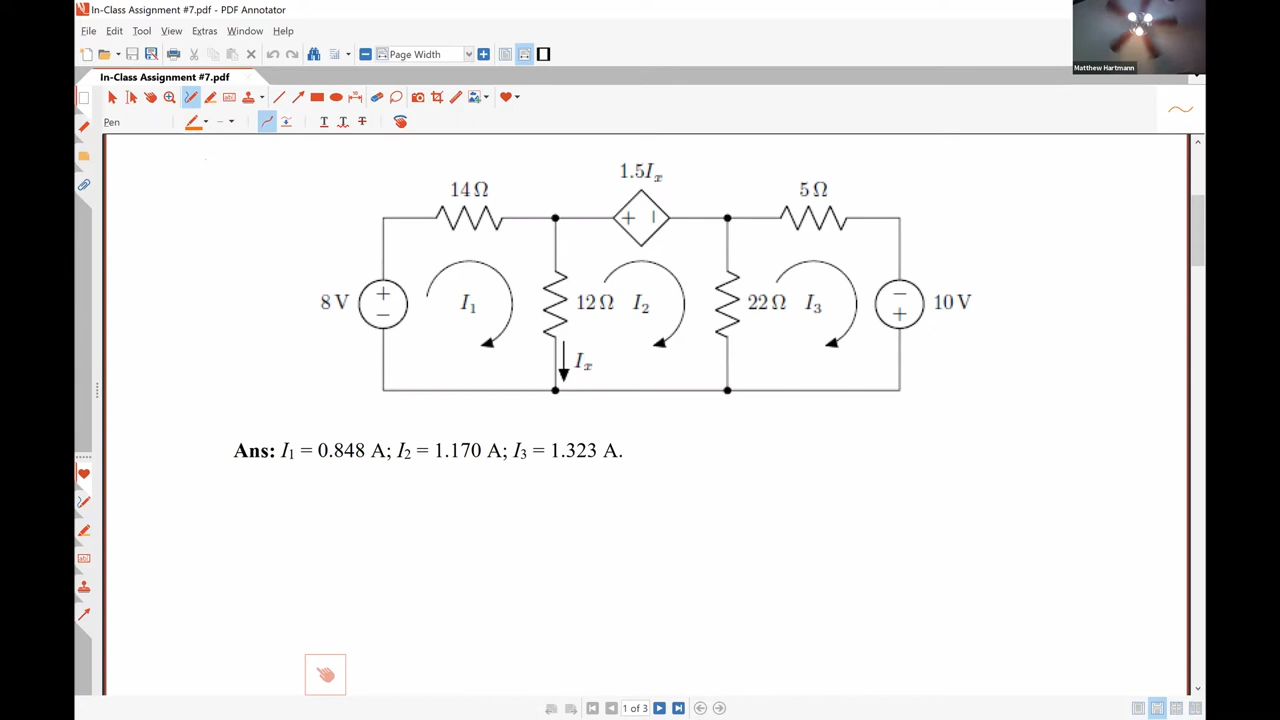 In-Class Assignment #7.pdf - PDF Annotator
File Edit Tool View Extras Window Help
Page Width
Matthew Hartmann
In-Class Assignment #7.pdf
Pen
1.5Iₓ
14 Ω
5 Ω
+ −
8 V
+
−
I₁
12 Ω
I₂
22 Ω
I₃
−
+
10 V
Iₓ
Ans: I₁ = 0.848 A; I₂ = 1.170 A; I₃ = 1.323 A.
1 of 3